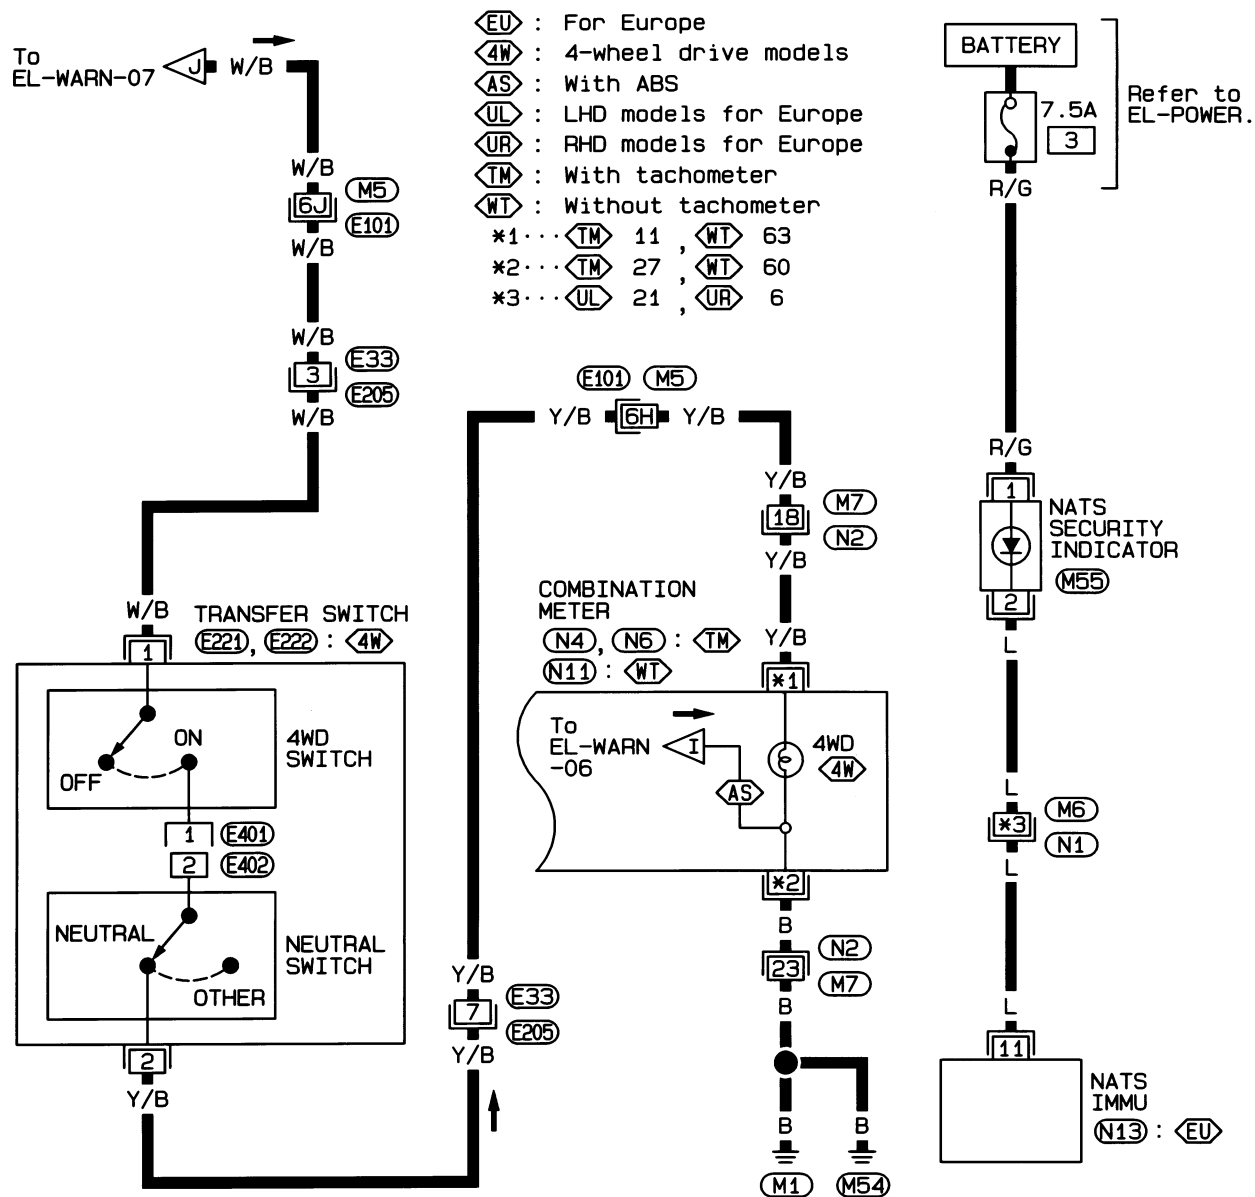 EU : For Europe
4W : 4-wheel drive models
AS : With ABS
UL : LHD models for Europe
UR : RHD models for Europe
TM : With tachometer
WT : Without tachometer
*1··· TM 11 , WT 63
*2··· TM 27 , WT 60
*3··· UL 21 , UR 6
To
EL-WARN-07
J
W/B
W/B
6J
M5
E101
W/B
W/B
3
E33
E205
W/B
W/B
TRANSFER SWITCH
E221, E222 : 4W
1
ON
OFF
4WD
SWITCH
1
E401
2
E402
NEUTRAL
OTHER
NEUTRAL
SWITCH
2
Y/B
Y/B
7
E33
E205
Y/B
E101 M5
Y/B 6H Y/B
Y/B
18
M7
N2
Y/B
COMBINATION
METER
N4, N6 : TM
N11 : WT
Y/B
*1
To
EL-WARN
-06
I
AS
4WD
4W
*2
B
23
N2
M7
B
B
B
M1
M54
BATTERY
7.5A
3
Refer to
EL-POWER.
R/G
R/G
1
NATS
SECURITY
INDICATOR
M55
2
L
L
*3
M6
N1
L
L
11
NATS
IMMU
N13 : EU